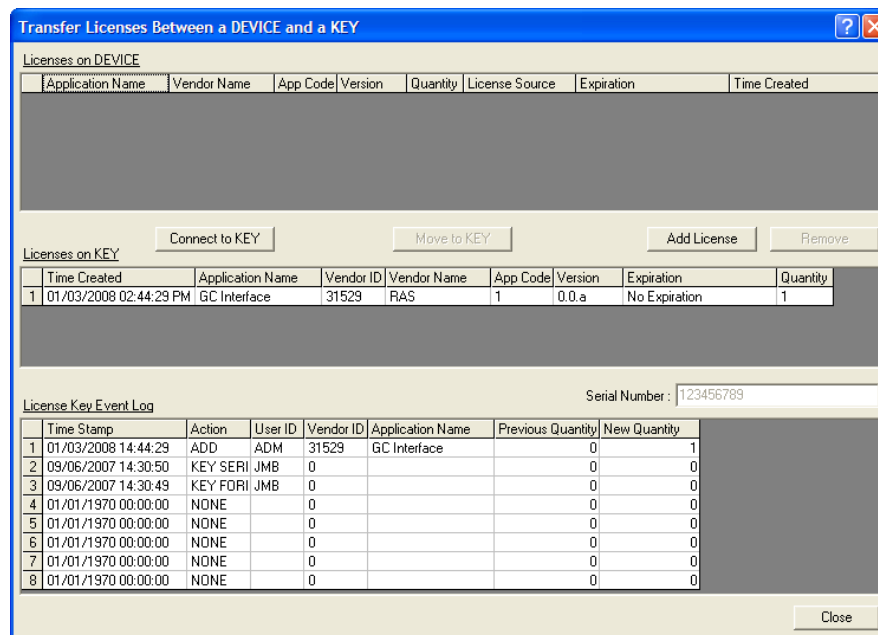 Transfer Licenses Between a DEVICE and a KEY
Licenses on DEVICE
Application Name Vendor Name App Code Version Quantity License Source Expiration Time Created
Connect to KEY Move to KEY Add License Remove
Licenses on KEY
Time Created Application Name Vendor ID Vendor Name App Code Version Expiration Quantity
1 01/03/2008 02:44:29 PM GC Interface 31529 RAS 1 0.0.a No Expiration 1
Serial Number : 123456789
License Key Event Log
Time Stamp Action User ID Vendor ID Application Name Previous Quantity New Quantity
1 01/03/2008 14:44:29 ADD ADM 31529 GC Interface 0 1
2 09/06/2007 14:30:50 KEY SERI JMB 0 0 0
3 09/06/2007 14:30:49 KEY FORI JMB 0 0 0
4 01/01/1970 00:00:00 NONE 0 0 0
5 01/01/1970 00:00:00 NONE 0 0 0
6 01/01/1970 00:00:00 NONE 0 0 0
7 01/01/1970 00:00:00 NONE 0 0 0
8 01/01/1970 00:00:00 NONE 0 0 0
Close